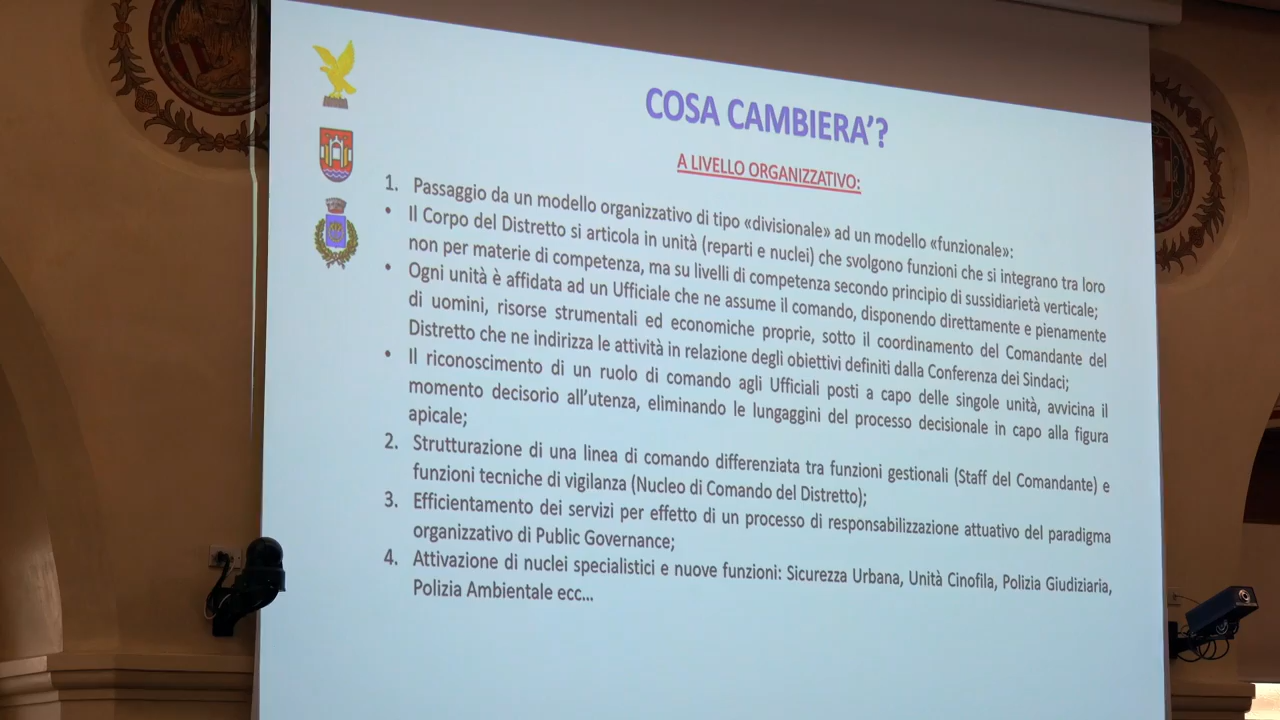 COSA CAMBIERA’?
A LIVELLO ORGANIZZATIVO:
1. Passaggio da un modello organizzativo di tipo «divisionale» ad un modello «funzionale»:
• Il Corpo del Distretto si articola in unità (reparti e nuclei) che svolgono funzioni che si integrano tra loro
non per materie di competenza, ma su livelli di competenza secondo principio di sussidiarietà verticale;
• Ogni unità è affidata ad un Ufficiale che ne assume il comando, disponendo direttamente e pienamente
di uomini, risorse strumentali ed economiche proprie, sotto il coordinamento del Comandante del
Distretto che ne indirizza le attività in relazione degli obiettivi definiti dalla Conferenza dei Sindaci;
• Il riconoscimento di un ruolo di comando agli Ufficiali posti a capo delle singole unità, avvicina il
momento decisorio all’utenza, eliminando le lungaggini del processo decisionale in capo alla figura
apicale;
2. Strutturazione di una linea di comando differenziata tra funzioni gestionali (Staff del Comandante) e
funzioni tecniche di vigilanza (Nucleo di Comando del Distretto);
3. Efficientamento dei servizi per effetto di un processo di responsabilizzazione attuativo del paradigma
organizzativo di Public Governance;
4. Attivazione di nuclei specialistici e nuove funzioni: Sicurezza Urbana, Unità Cinofila, Polizia Giudiziaria,
Polizia Ambientale ecc...